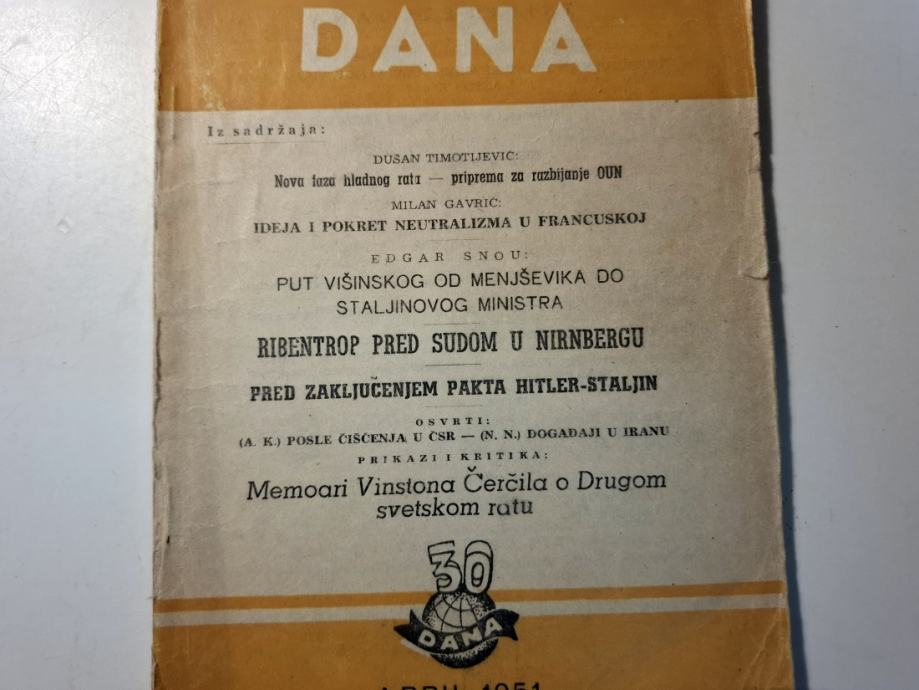 DANA
Iz sadržaja:
DUŠAN TIMOTIJEVIĆ:
Nova faza hladnog rata — priprema za razbijanje OUN
MILAN GAVRIĆ:
IDEJA I POKRET NEUTRALIZMA U FRANCUSKOJ
EDGAR SNOU:
PUT VIŠINSKOG OD MENJŠEVIKA DO
STALJINOVOG MINISTRA
RIBENTROP PRED SUDOM U NIRNBERGU
PRED ZAKLJUČENJEM PAKTA HITLER-STALJIN
OSVRTI:
(A. K.) POSLE ČIŠĆENJA U ČSR — (N. N.) DOGAĐAJI U IRANU
PRIKAZI I KRITIKA:
Memoari Vinstona Čerčila o Drugom
svetskom ratu
30
DANA
APRIL 1951